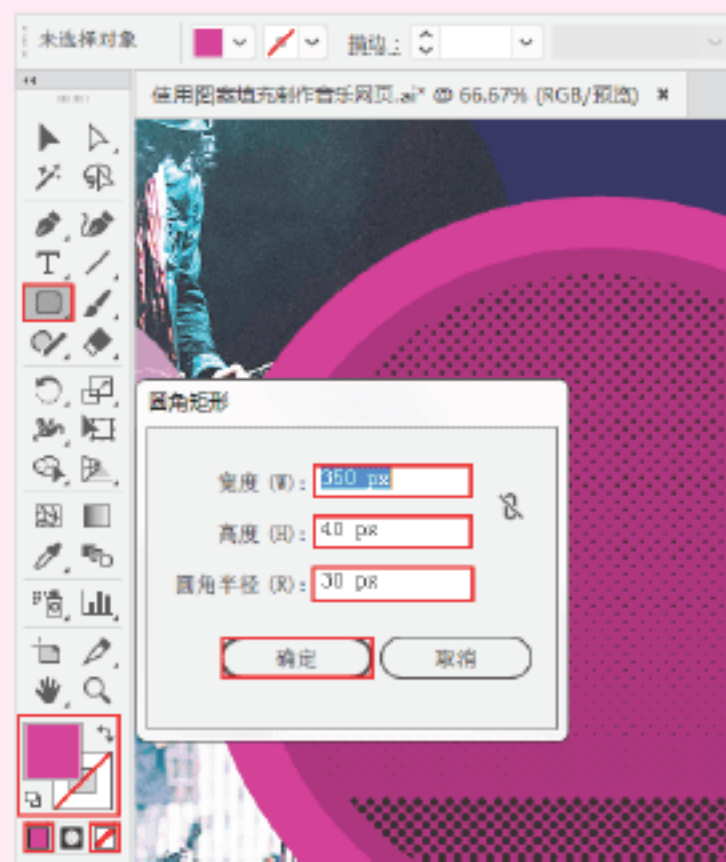 未选择对象
描边：
使用图案填充制作音乐网页.ai* @ 66.67% (RGB/预览) ×
圆角矩形
宽度 (W)：350 px
高度 (H)：40 px
圆角半径 (R)：30 px
确定
取消